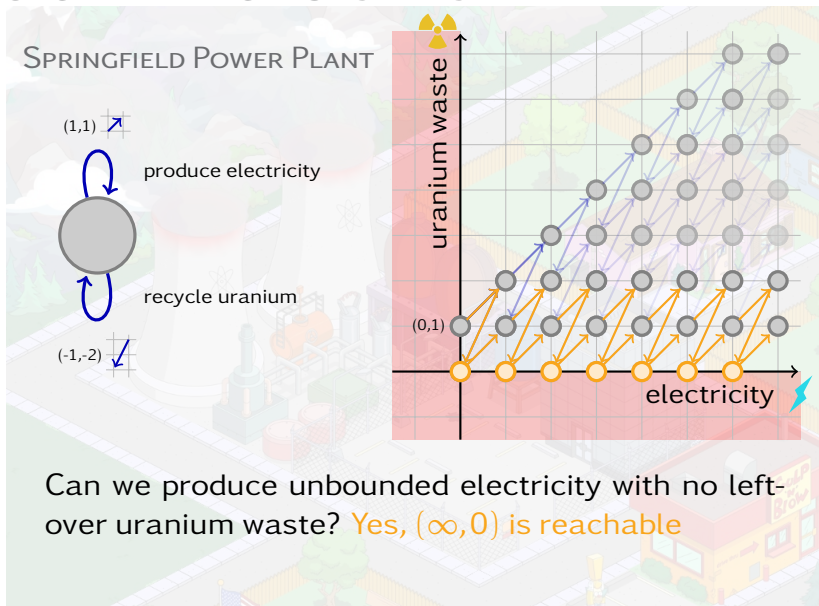 SPRINGFIELD POWER PLANT
(1,1)
produce electricity
recycle uranium
(-1,-2)
uranium waste
(0,1)
electricity
Can we produce unbounded electricity with no left-
over uranium waste? Yes, (∞,0) is reachable